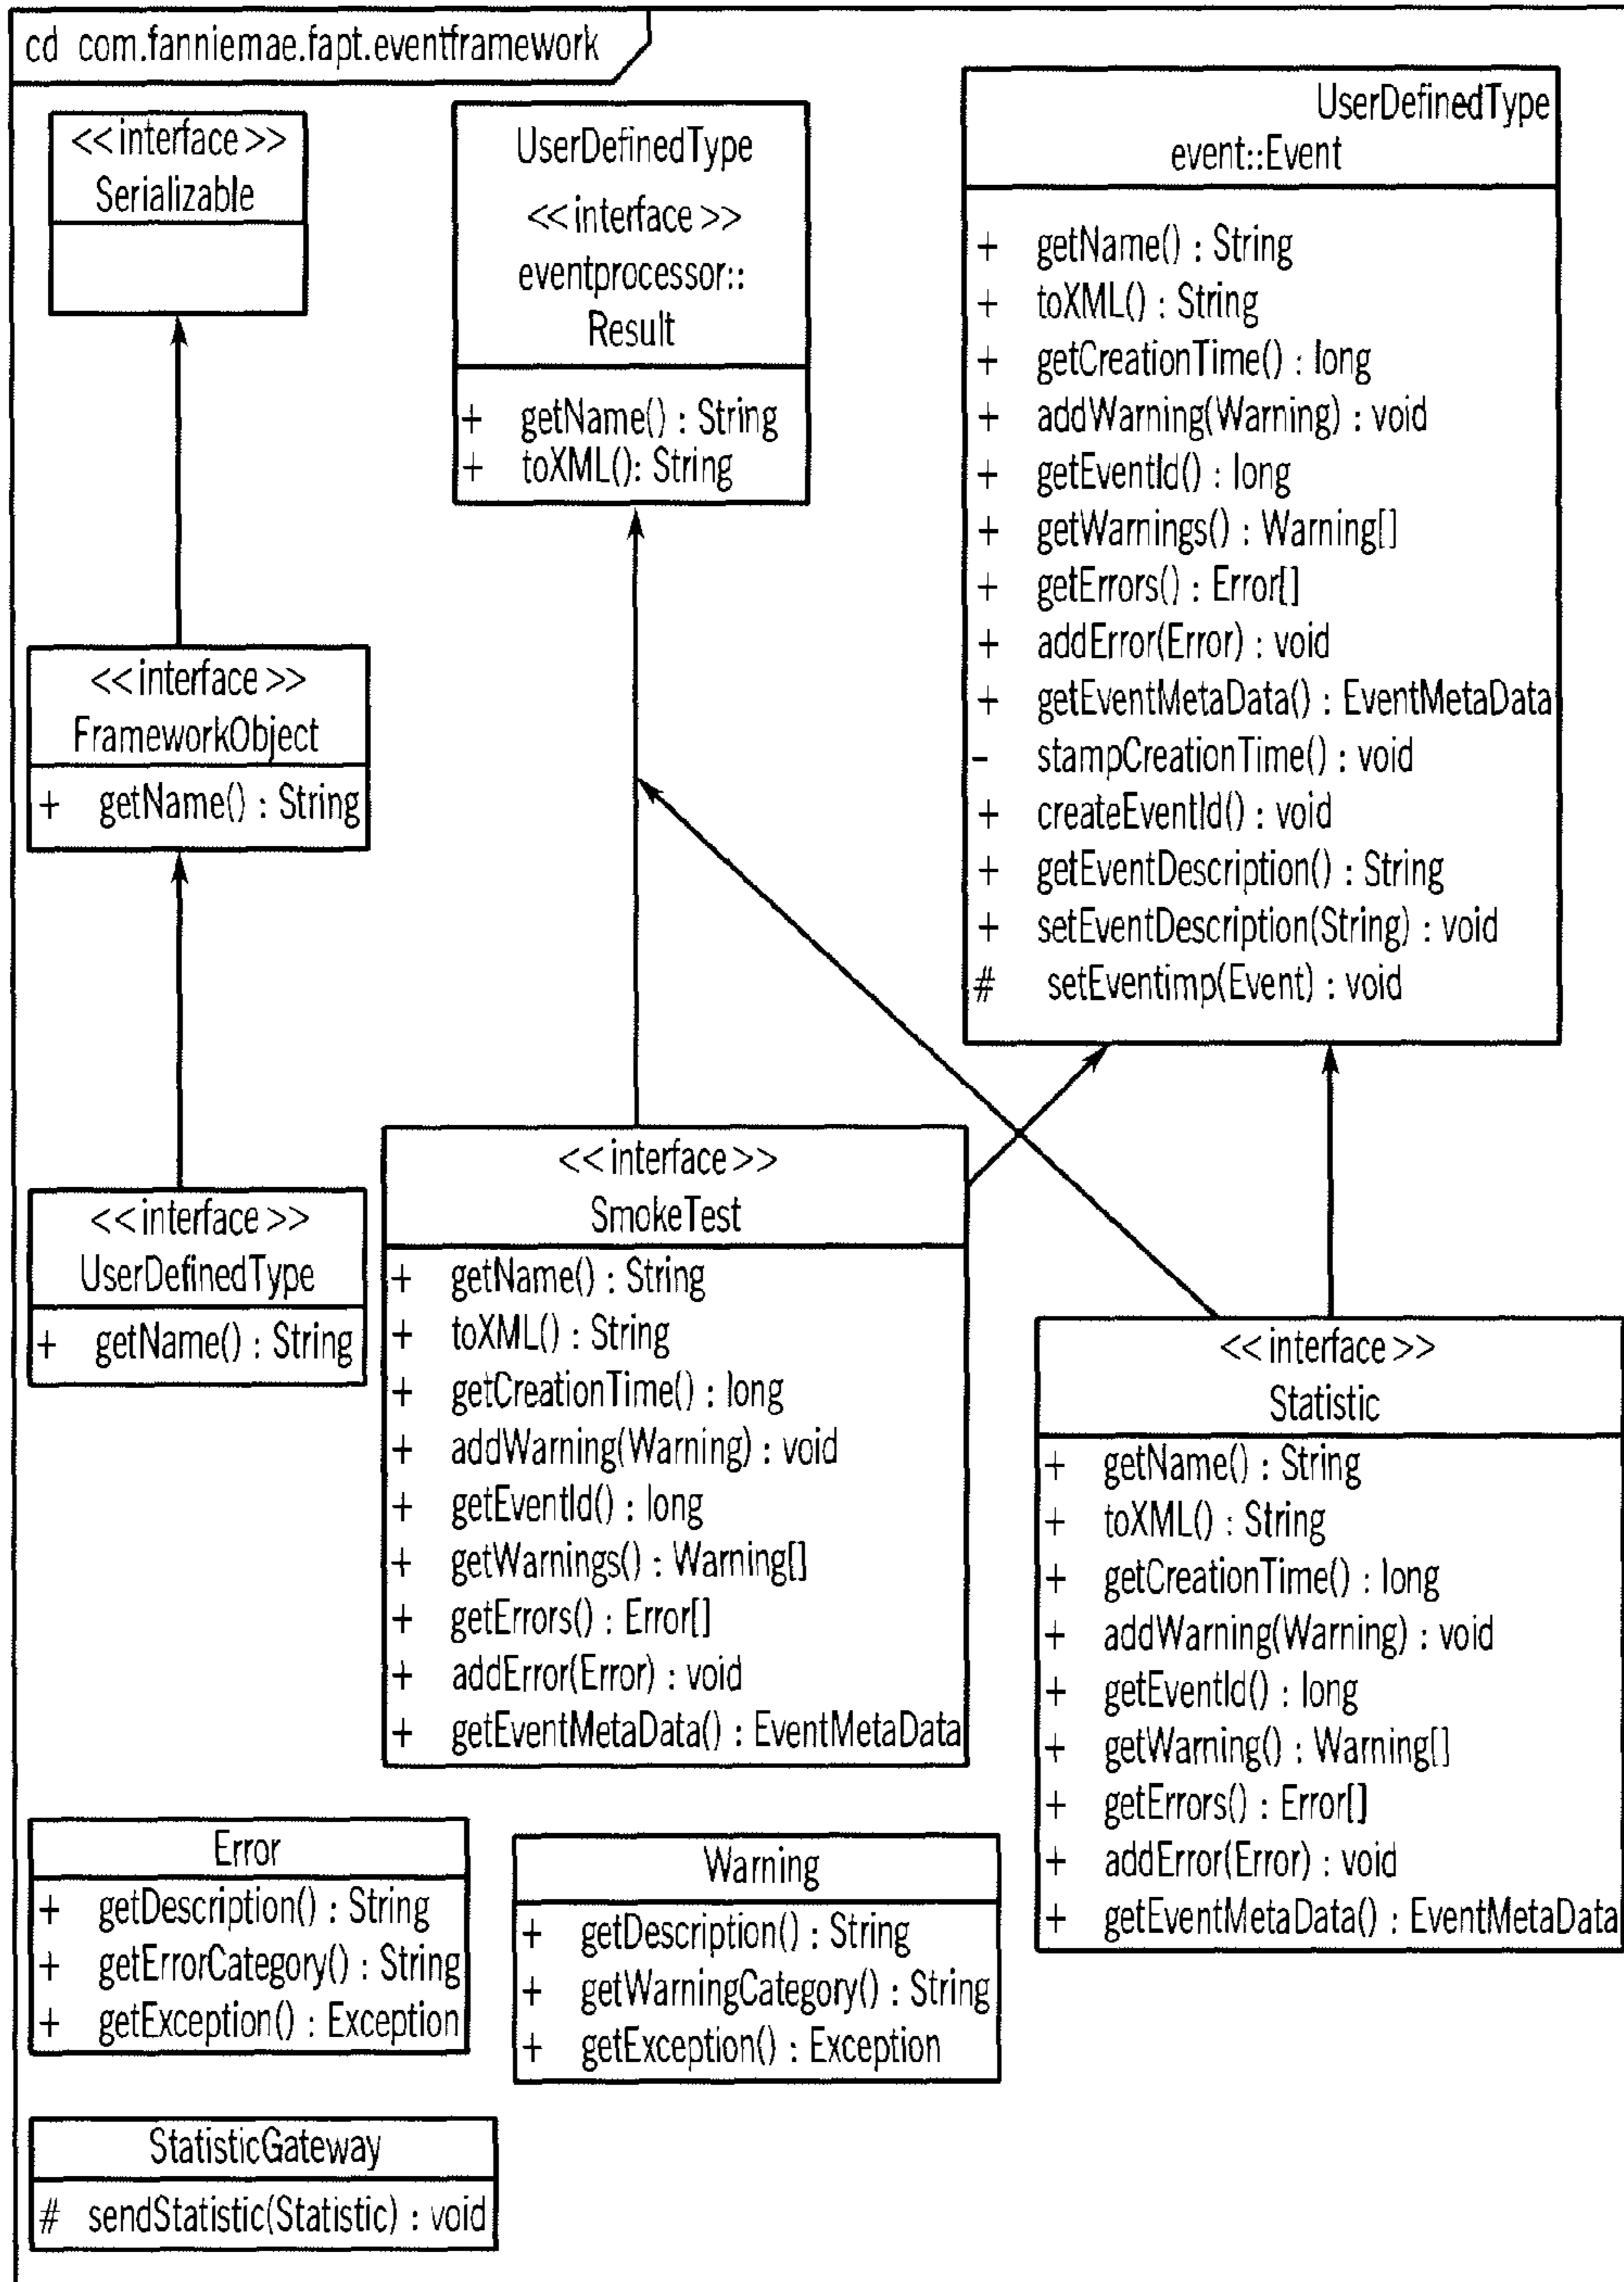 cd com.fanniemae.fapt.eventframework
<<interface>>
Serializable
UserDefinedType
<<interface>>
eventprocessor::
Result
+ getName() : String
+ toXML(): String
UserDefinedType
event::Event
+ getName() : String
+ toXML() : String
+ getCreationTime() : long
+ addWarning(Warning) : void
+ getEventId() : long
+ getWarnings() : Warning[]
+ getErrors() : Error[]
+ addError(Error) : void
+ getEventMetaData() : EventMetaData
- stampCreationTime() : void
+ createEventId() : void
+ getEventDescription() : String
+ setEventDescription(String) : void
# setEventimp(Event) : void
<<interface>>
FrameworkObject
+ getName() : String
<<interface>>
UserDefinedType
+ getName() : String
<<interface>>
SmokeTest
+ getName() : String
+ toXML() : String
+ getCreationTime() : long
+ addWarning(Warning) : void
+ getEventId() : long
+ getWarnings() : Warning[]
+ getErrors() : Error[]
+ addError(Error) : void
+ getEventMetaData() : EventMetaData
<<interface>>
Statistic
+ getName() : String
+ toXML() : String
+ getCreationTime() : long
+ addWarning(Warning) : void
+ getEventId() : long
+ getWarning() : Warning[]
+ getErrors() : Error[]
+ addError(Error) : void
+ getEventMetaData() : EventMetaData
Error
+ getDescription() : String
+ getErrorCategory() : String
+ getException() : Exception
Warning
+ getDescription() : String
+ getWarningCategory() : String
+ getException() : Exception
StatisticGateway
# sendStatistic(Statistic) : void